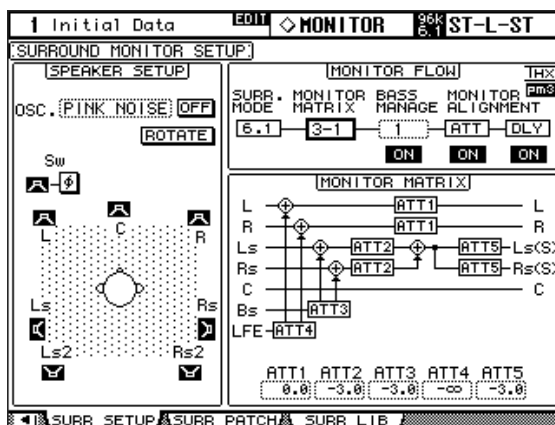 1 Initial Data EDIT ◇MONITOR 96k 6.1 ST-L-ST
SURROUND MONITOR SETUP
SPEAKER SETUP
OSC. PINK NOISE OFF
ROTATE
Sw
ϕ
L C R
Ls Rs
Ls2 Rs2
MONITOR FLOW THX pm3
SURR. MODE MONITOR MATRIX BASS MANAGE MONITOR ALIGNMENT
6.1 3-1 1 ATT DLY
ON ON ON
MONITOR MATRIX
L ATT1 L
R ATT1 R
Ls ATT2 ATT5 Ls(S)
Rs ATT2 ATT5 Rs(S)
C C
Bs ATT3
LFE ATT4
ATT1 ATT2 ATT3 ATT4 ATT5
0.0 -3.0 -3.0 -∞ -3.0
SURR SETUP SURR PATCH SURR LIB